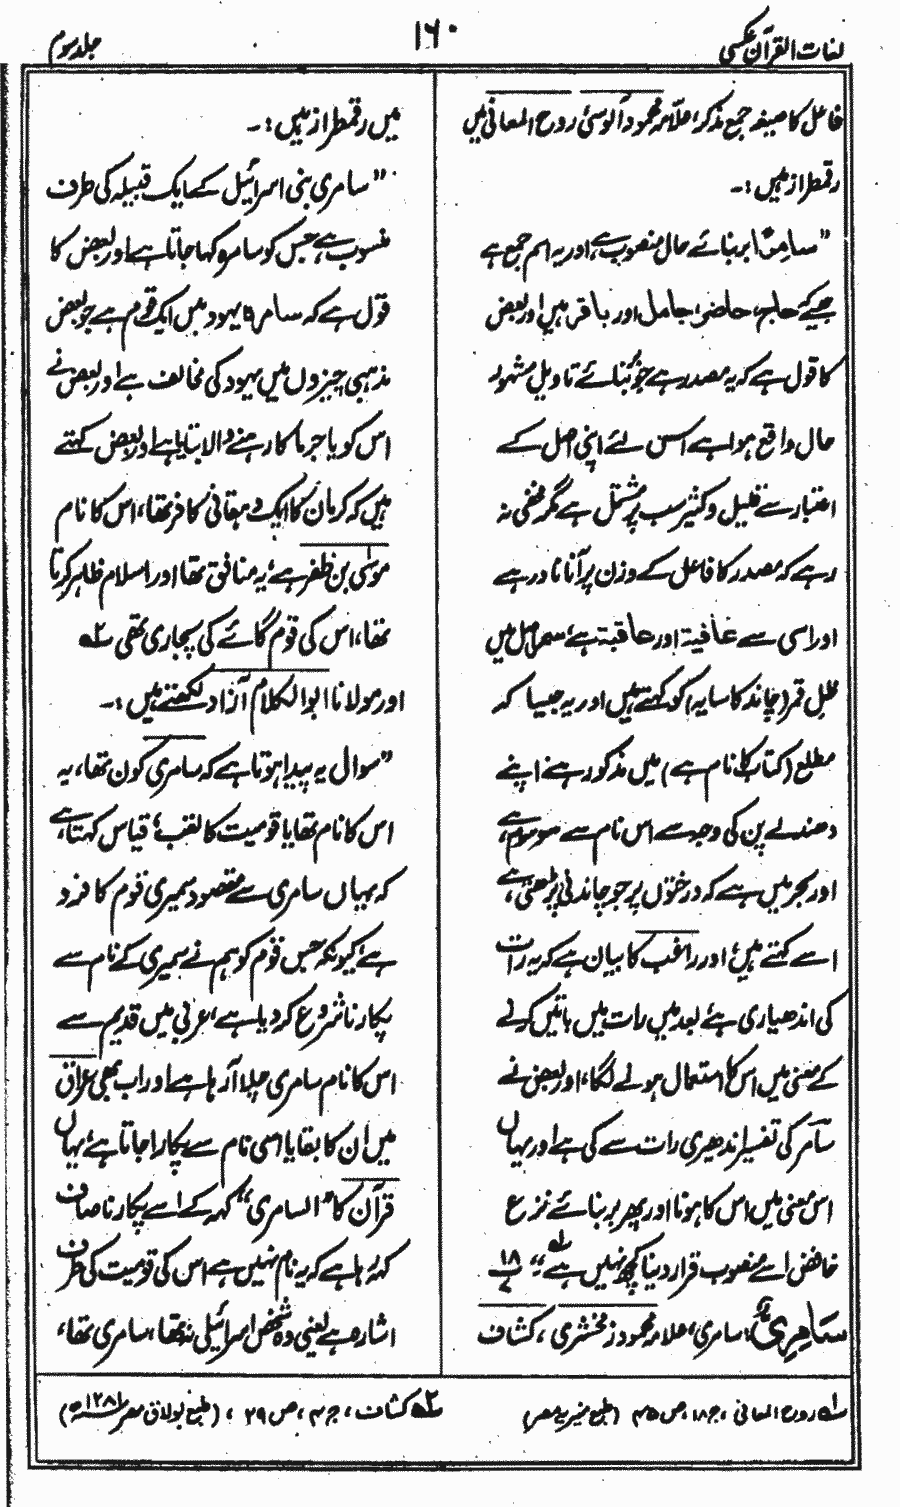 لغات القرآن عکسی
۱۶۰
جلد سوم
فاعل کا صیغہ جمع مذکر، علامہ محمود آلوسی روح المعانی میں
رقمطراز ہیں :-
"سامرًا بر بنائے حال منصوب ہے، اور یہ اسم جمع ہے
جیسے کہ حاج، حاضر، جامل اور باقر ہیں اور بعض
کا قول ہے کہ یہ مصدر ہے جو بنائے تاویل مشہور
حال واقع ہوا ہے اس لئے اپنی اصل کے
اعتبار سے قلیل و کثیر سب پر مشتمل ہے مگر مخفی نہ
رہے کہ مصدر کا فاعل کے وزن پر آنا نادر ہے
اور اسی سے عافیۃ اور عاقبۃ ہے، سمر اصل میں
ظل قمر (چاند کا سایہ) کو کہتے ہیں اور یہ جیسا کہ
مطلع (کتاب کا نام ہے) میں مذکور ہے اپنے
دھندلے پن کی وجہ سے اس نام سے موسوم ہے،
اور بحر میں ہے کہ درختوں پر جو چاندنی پڑھتی ہے،
اسے کہتے ہیں، اور راغب کا بیان ہے کہ یہ رات
کی اندھیاری ہے بعد میں رات میں باتیں کرنے
کے معنی میں اس کا استعمال ہونے لگا، اور بعض نے
سامر کی تفسیر اندھیری رات سے کی ہے اور یہاں
اس معنی میں اس کا ہونا اور پھر بر بنائے نزع
خافض اسے منصوب قرار دینا کچھ نہیں ہے"؛ ۱۸
سَامِرِیٌّ، سامری، علامہ محمود زمخشری، کشاف
میں رقمطراز ہیں :-
"سامری بنی اسرائیل کے ایک قبیلہ کی طرف
منسوب ہے جس کو سامرہ کہا جاتا ہے اور بعض کا
قول ہے کہ سامرہ یہود میں ایک قوم ہے جو بعض
مذہبی چیزوں میں یہود کی مخالف ہے اور بعض نے
اس کو باجرما کا رہنے والا بتایا ہے اور بعض کہتے
ہیں کہ کرمان کا ایک دہقانی کافر تھا، اس کا نام
موسی بن ظفر ہے، یہ منافق تھا اور اسلام ظاہر کرتا
تھا، اس کی قوم گائے کی پجاری تھی ۲
اور مولانا ابوالکلام آزاد لکھتے ہیں :-
"سوال یہ پیدا ہوتا ہے کہ سامری کون تھا، یہ
اس کا نام تھا یا قومیت کا لقب؟ قیاس کہتا ہے،
کہ یہاں سامری سے مقصود سمیری قوم کا فرد
ہے، کیونکہ جس قوم کو ہم نے سمیری کے نام سے
پکارنا شروع کر دیا ہے، عربی میں قدیم سے
اس کا نام سامری چلا آ رہا ہے اور اب بھی عراق
میں ان کا بقایا اسی نام سے پکارا جاتا ہے، یہاں
قرآن کا "السامری" کہہ کے اسے پکارنا صاف
کہہ رہا ہے کہ یہ نام نہیں ہے اس کی قومیت کی طرف
اشارہ ہے یعنی وہ شخص اسرائیلی نہ تھا، سامری تھا،
۱ روح المعانی، ج ۱۸، ص ۴۵ (طبع منیریہ مصر)
۲ کشاف، ج ۳، ص ۲۹، (طبع بولاق مصر ۱۲۸۱ھ)